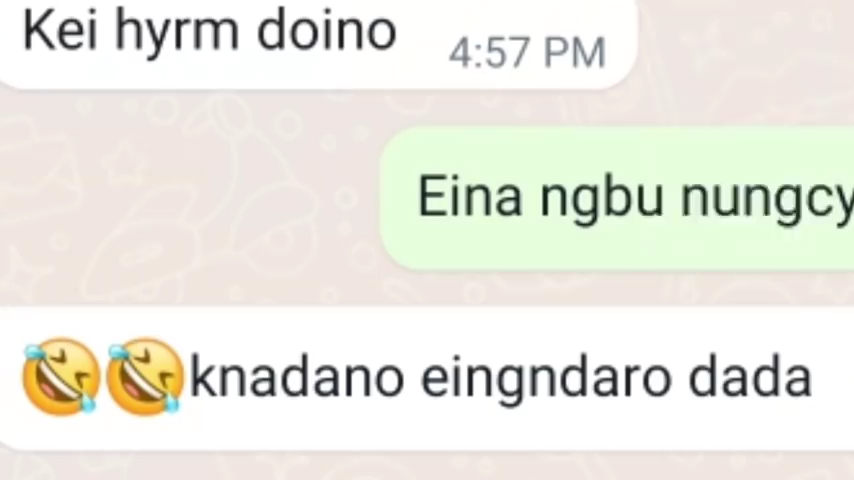 Kei hyrm doino
4:57 PM
Eina ngbu nungcy
🤣🤣knadano eingndaro dada